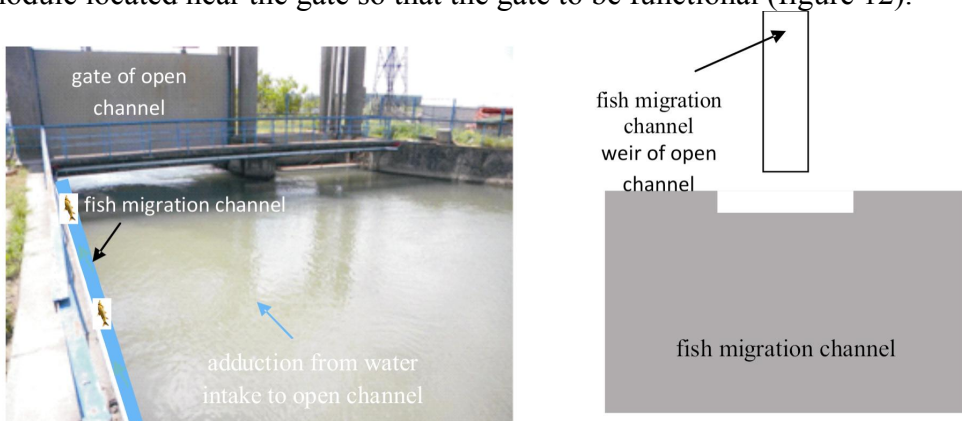 module located near the gate so that the gate to be functional (figure 12).
gate of open
channel
fish migration channel
adduction from water
intake to open channel
fish migration
channel
weir of open
channel
fish migration channel